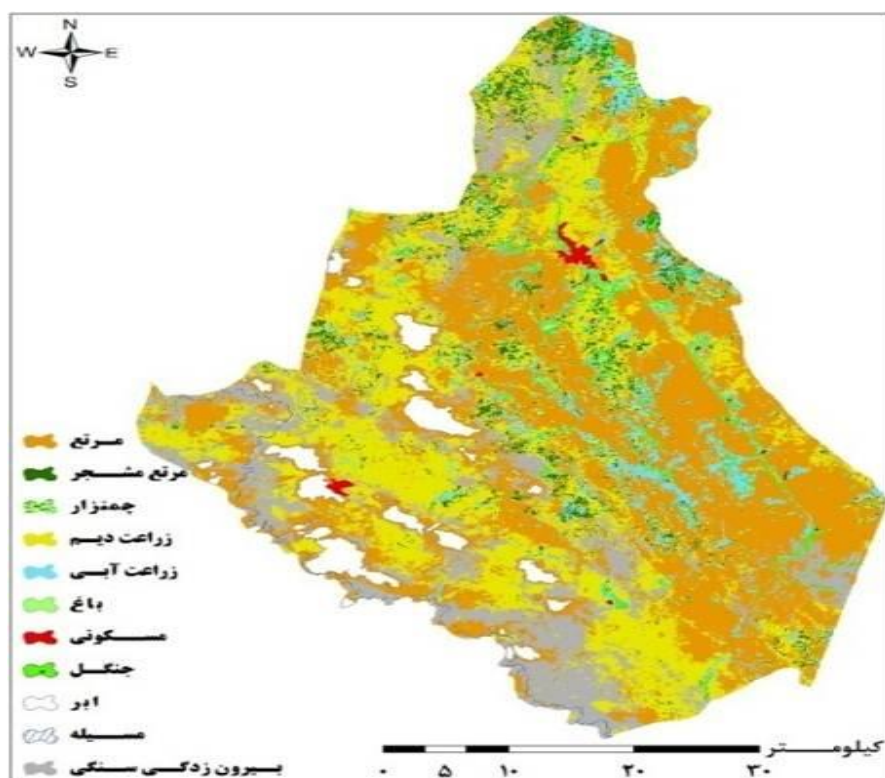 N
W E
S
مرتع
مرتع مشجر
چمنزار
زراعت دیم
زراعت آبی
باغ
مسکونی
جنگل
ابر
مسیله
بیرون زدگی سنگی
کیلومتر
۰ ۵ ۱۰ ۲۰ ۳۰